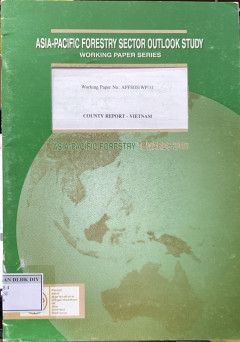 ASIA-PACIFIC FORESTRY SECTOR OUTLOOK STUDY
WORKING PAPER SERIES
Working Paper No: APFSOS/WP/11
COUNTY REPORT - VIETNAM
ASIA-PACIFIC FORESTRY